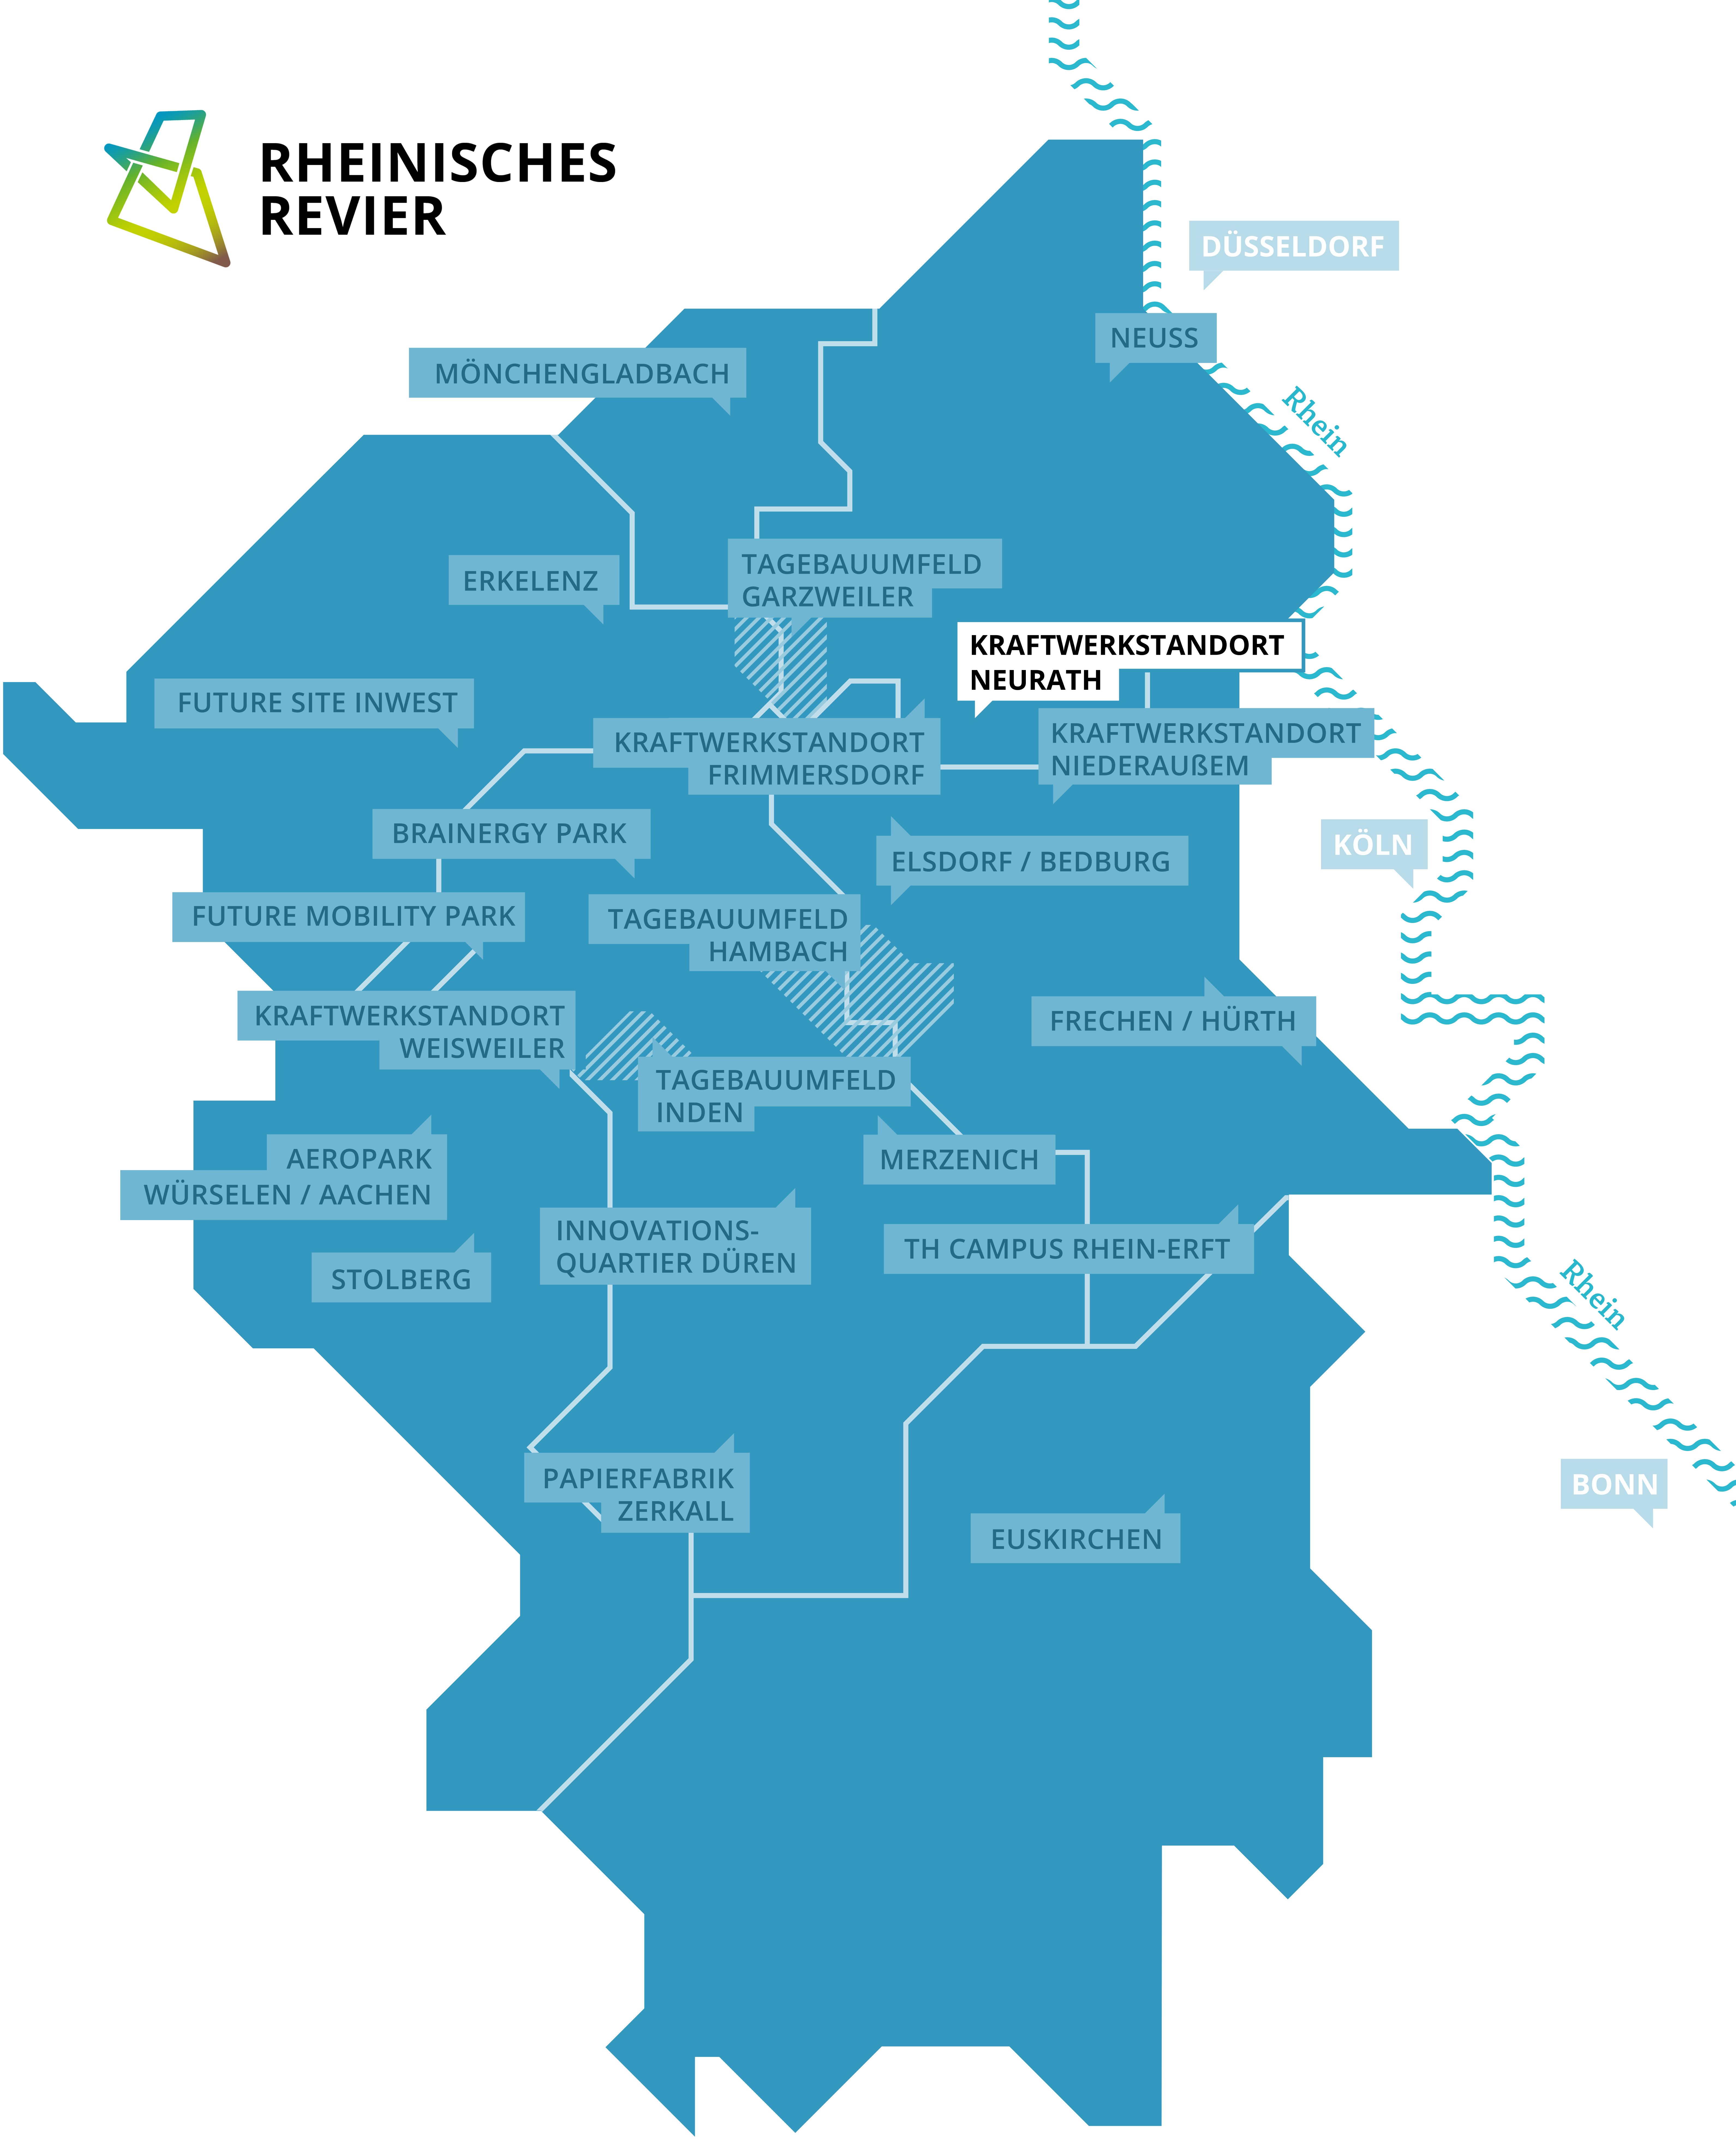 RHEINISCHES
REVIER
DÜSSELDORF
NEUSS
MÖNCHENGLADBACH
Rhein
ERKELENZ
TAGEBAUUMFELD
GARZWEILER
KRAFTWERKSTANDORT
NEURATH
FUTURE SITE INWEST
KRAFTWERKSTANDORT
FRIMMERSDORF
KRAFTWERKSTANDORT
NIEDERAUßEM
BRAINERGY PARK
ELSDORF / BEDBURG
KÖLN
FUTURE MOBILITY PARK
TAGEBAUUMFELD
HAMBACH
KRAFTWERKSTANDORT
WEISWEILER
FRECHEN / HÜRTH
TAGEBAUUMFELD
INDEN
AEROPARK
WÜRSELEN / AACHEN
MERZENICH
INNOVATIONS-
QUARTIER DÜREN
TH CAMPUS RHEIN-ERFT
STOLBERG
Rhein
PAPIERFABRIK
ZERKALL
BONN
EUSKIRCHEN